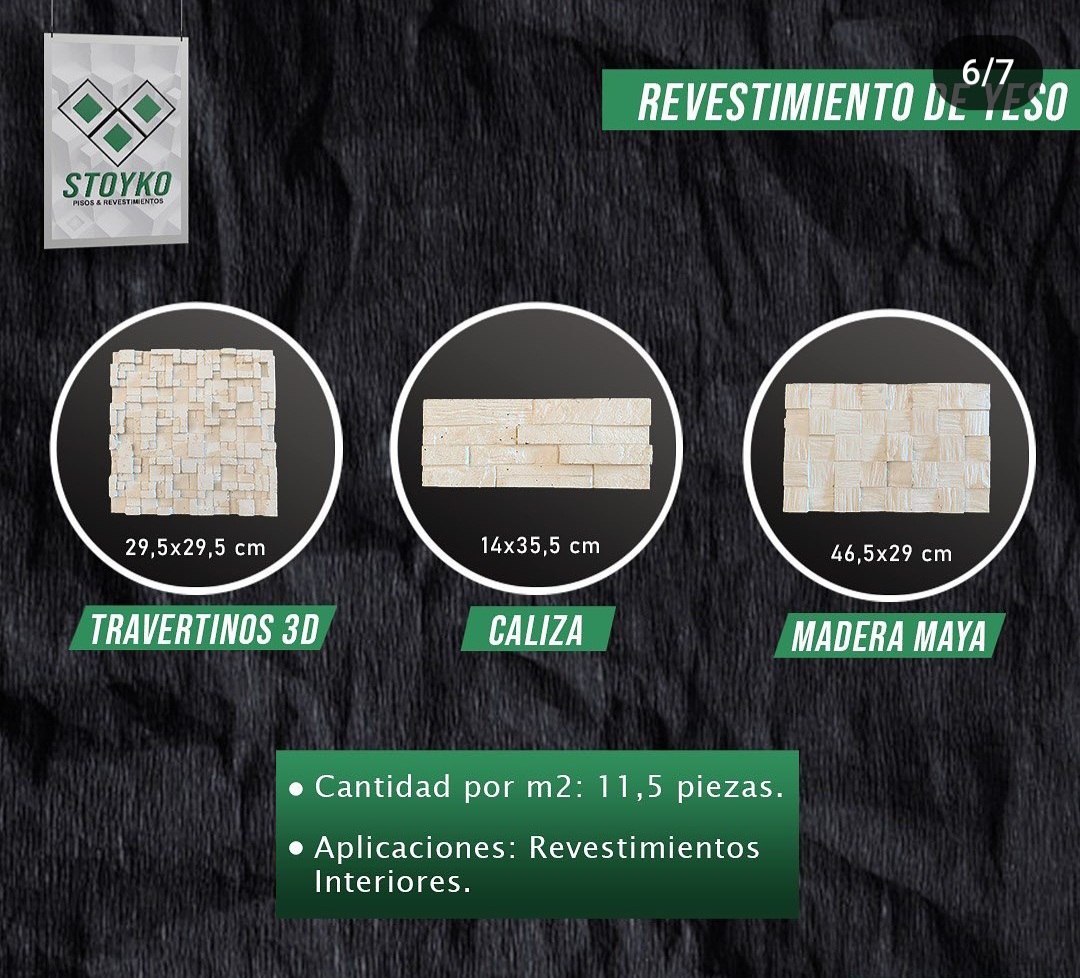 6/7
REVESTIMIENTO DE YESO
STOYKO
PISOS & REVESTIMIENTOS
29,5x29,5 cm
14x35,5 cm
46,5x29 cm
TRAVERTINOS 3D
CALIZA
MADERA MAYA
● Cantidad por m2: 11,5 piezas.
● Aplicaciones: Revestimientos
Interiores.